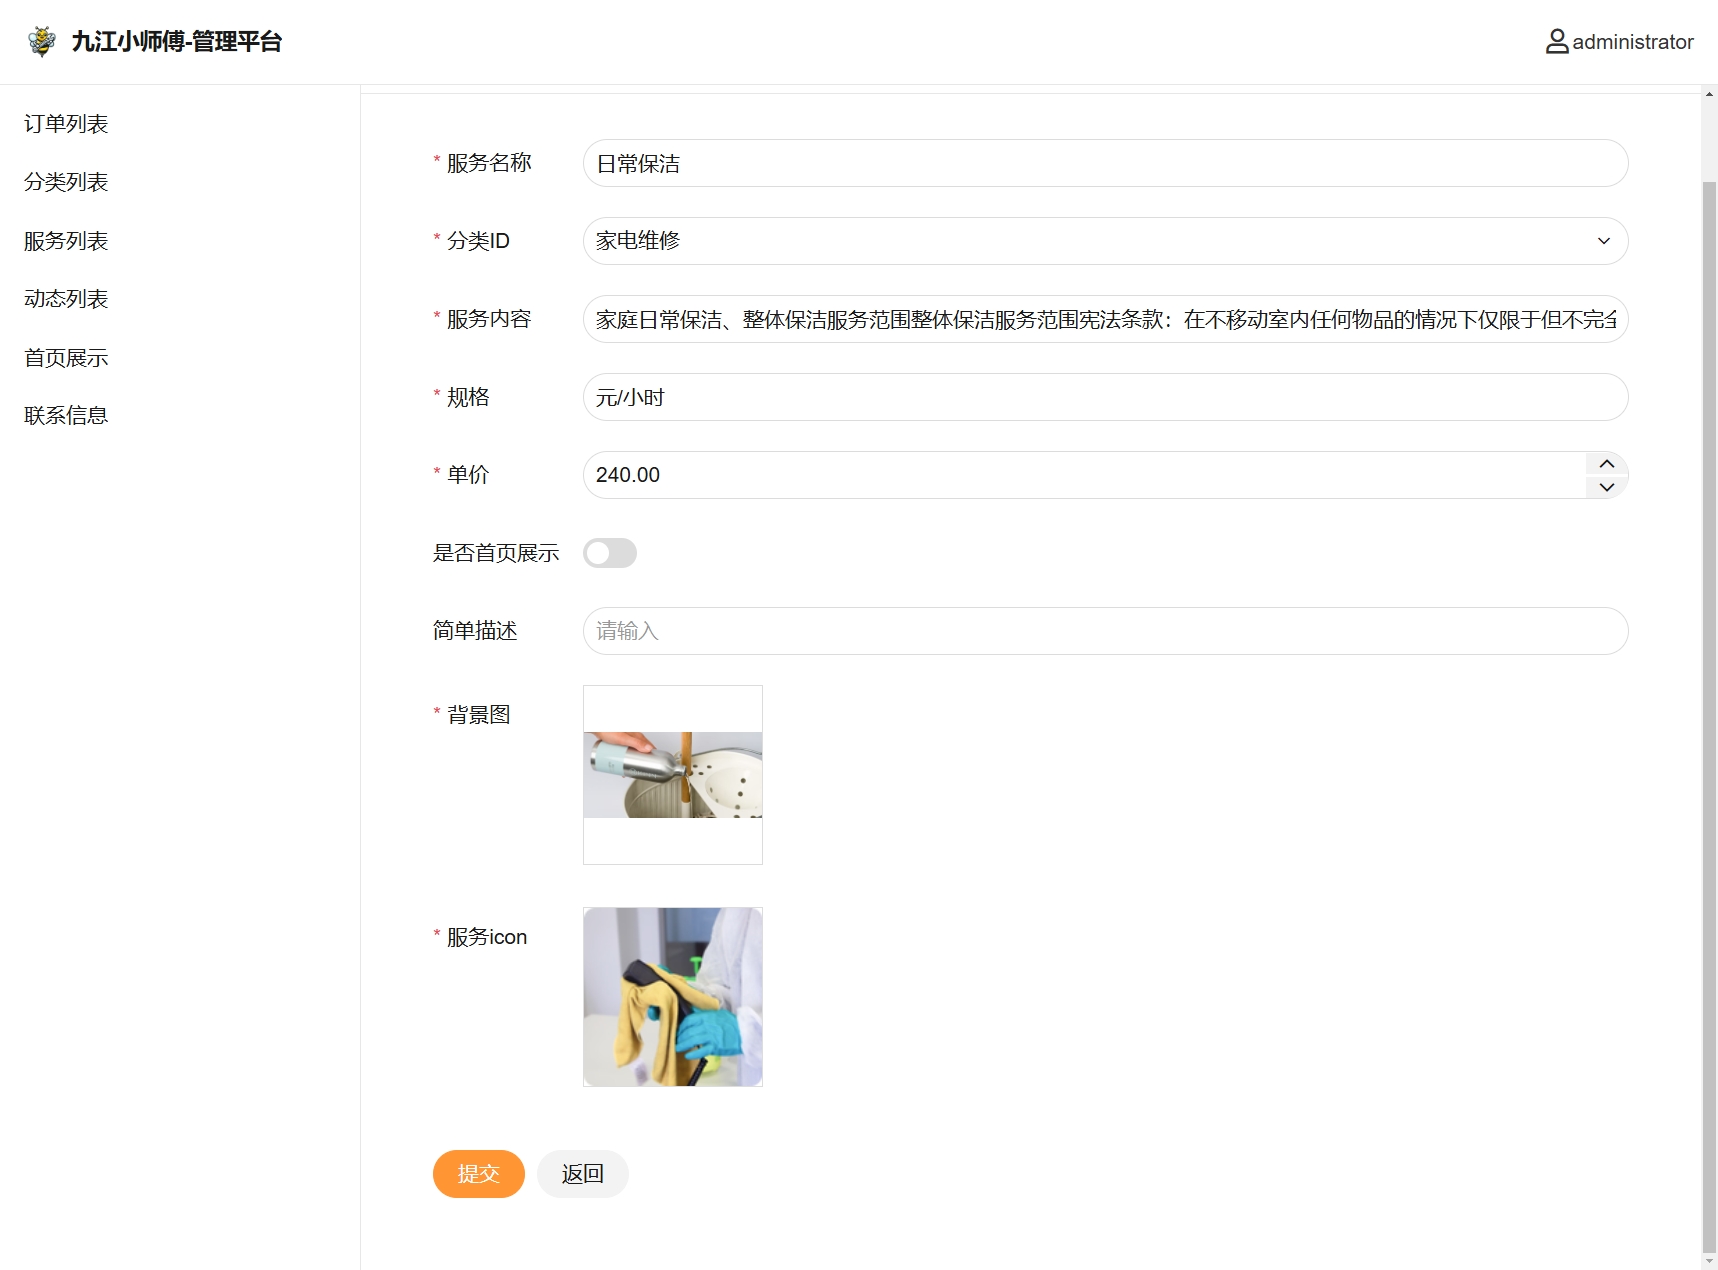 九江小师傅-管理平台
administrator
订单列表
分类列表
服务列表
动态列表
首页展示
联系信息
* 服务名称
日常保洁
* 分类ID
家电维修
* 服务内容
家庭日常保洁、整体保洁服务范围整体保洁服务范围宪法条款：在不移动室内任何物品的情况下仅限于但不完全
* 规格
元/小时
* 单价
240.00
是否首页展示
简单描述
请输入
* 背景图
* 服务icon
提交
返回